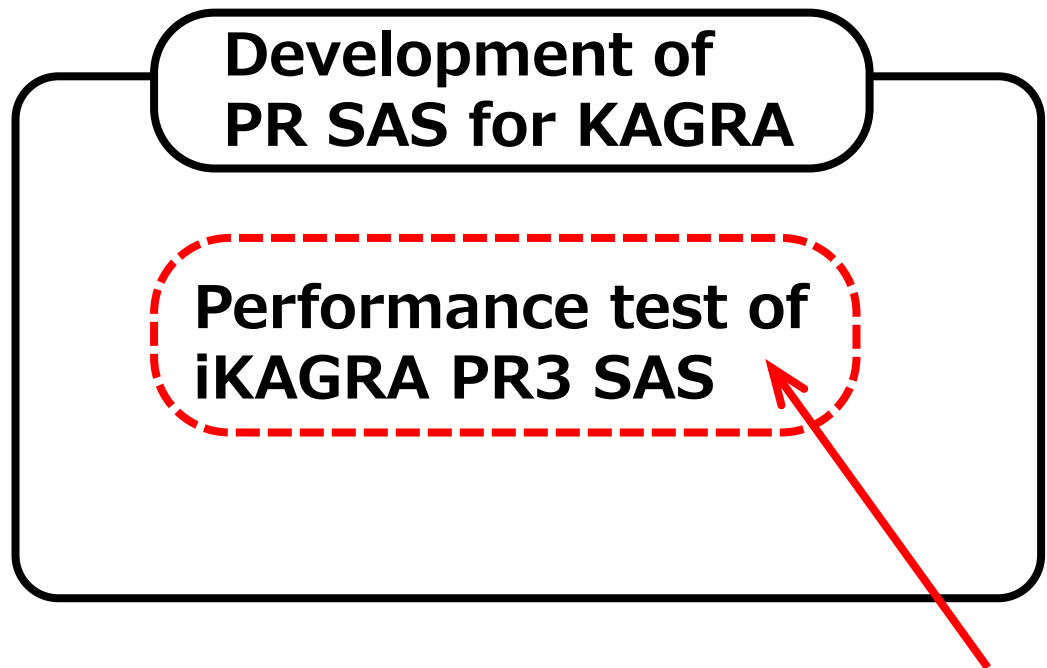 Development of
PR SAS for KAGRA
Performance test of
iKAGRA PR3 SAS